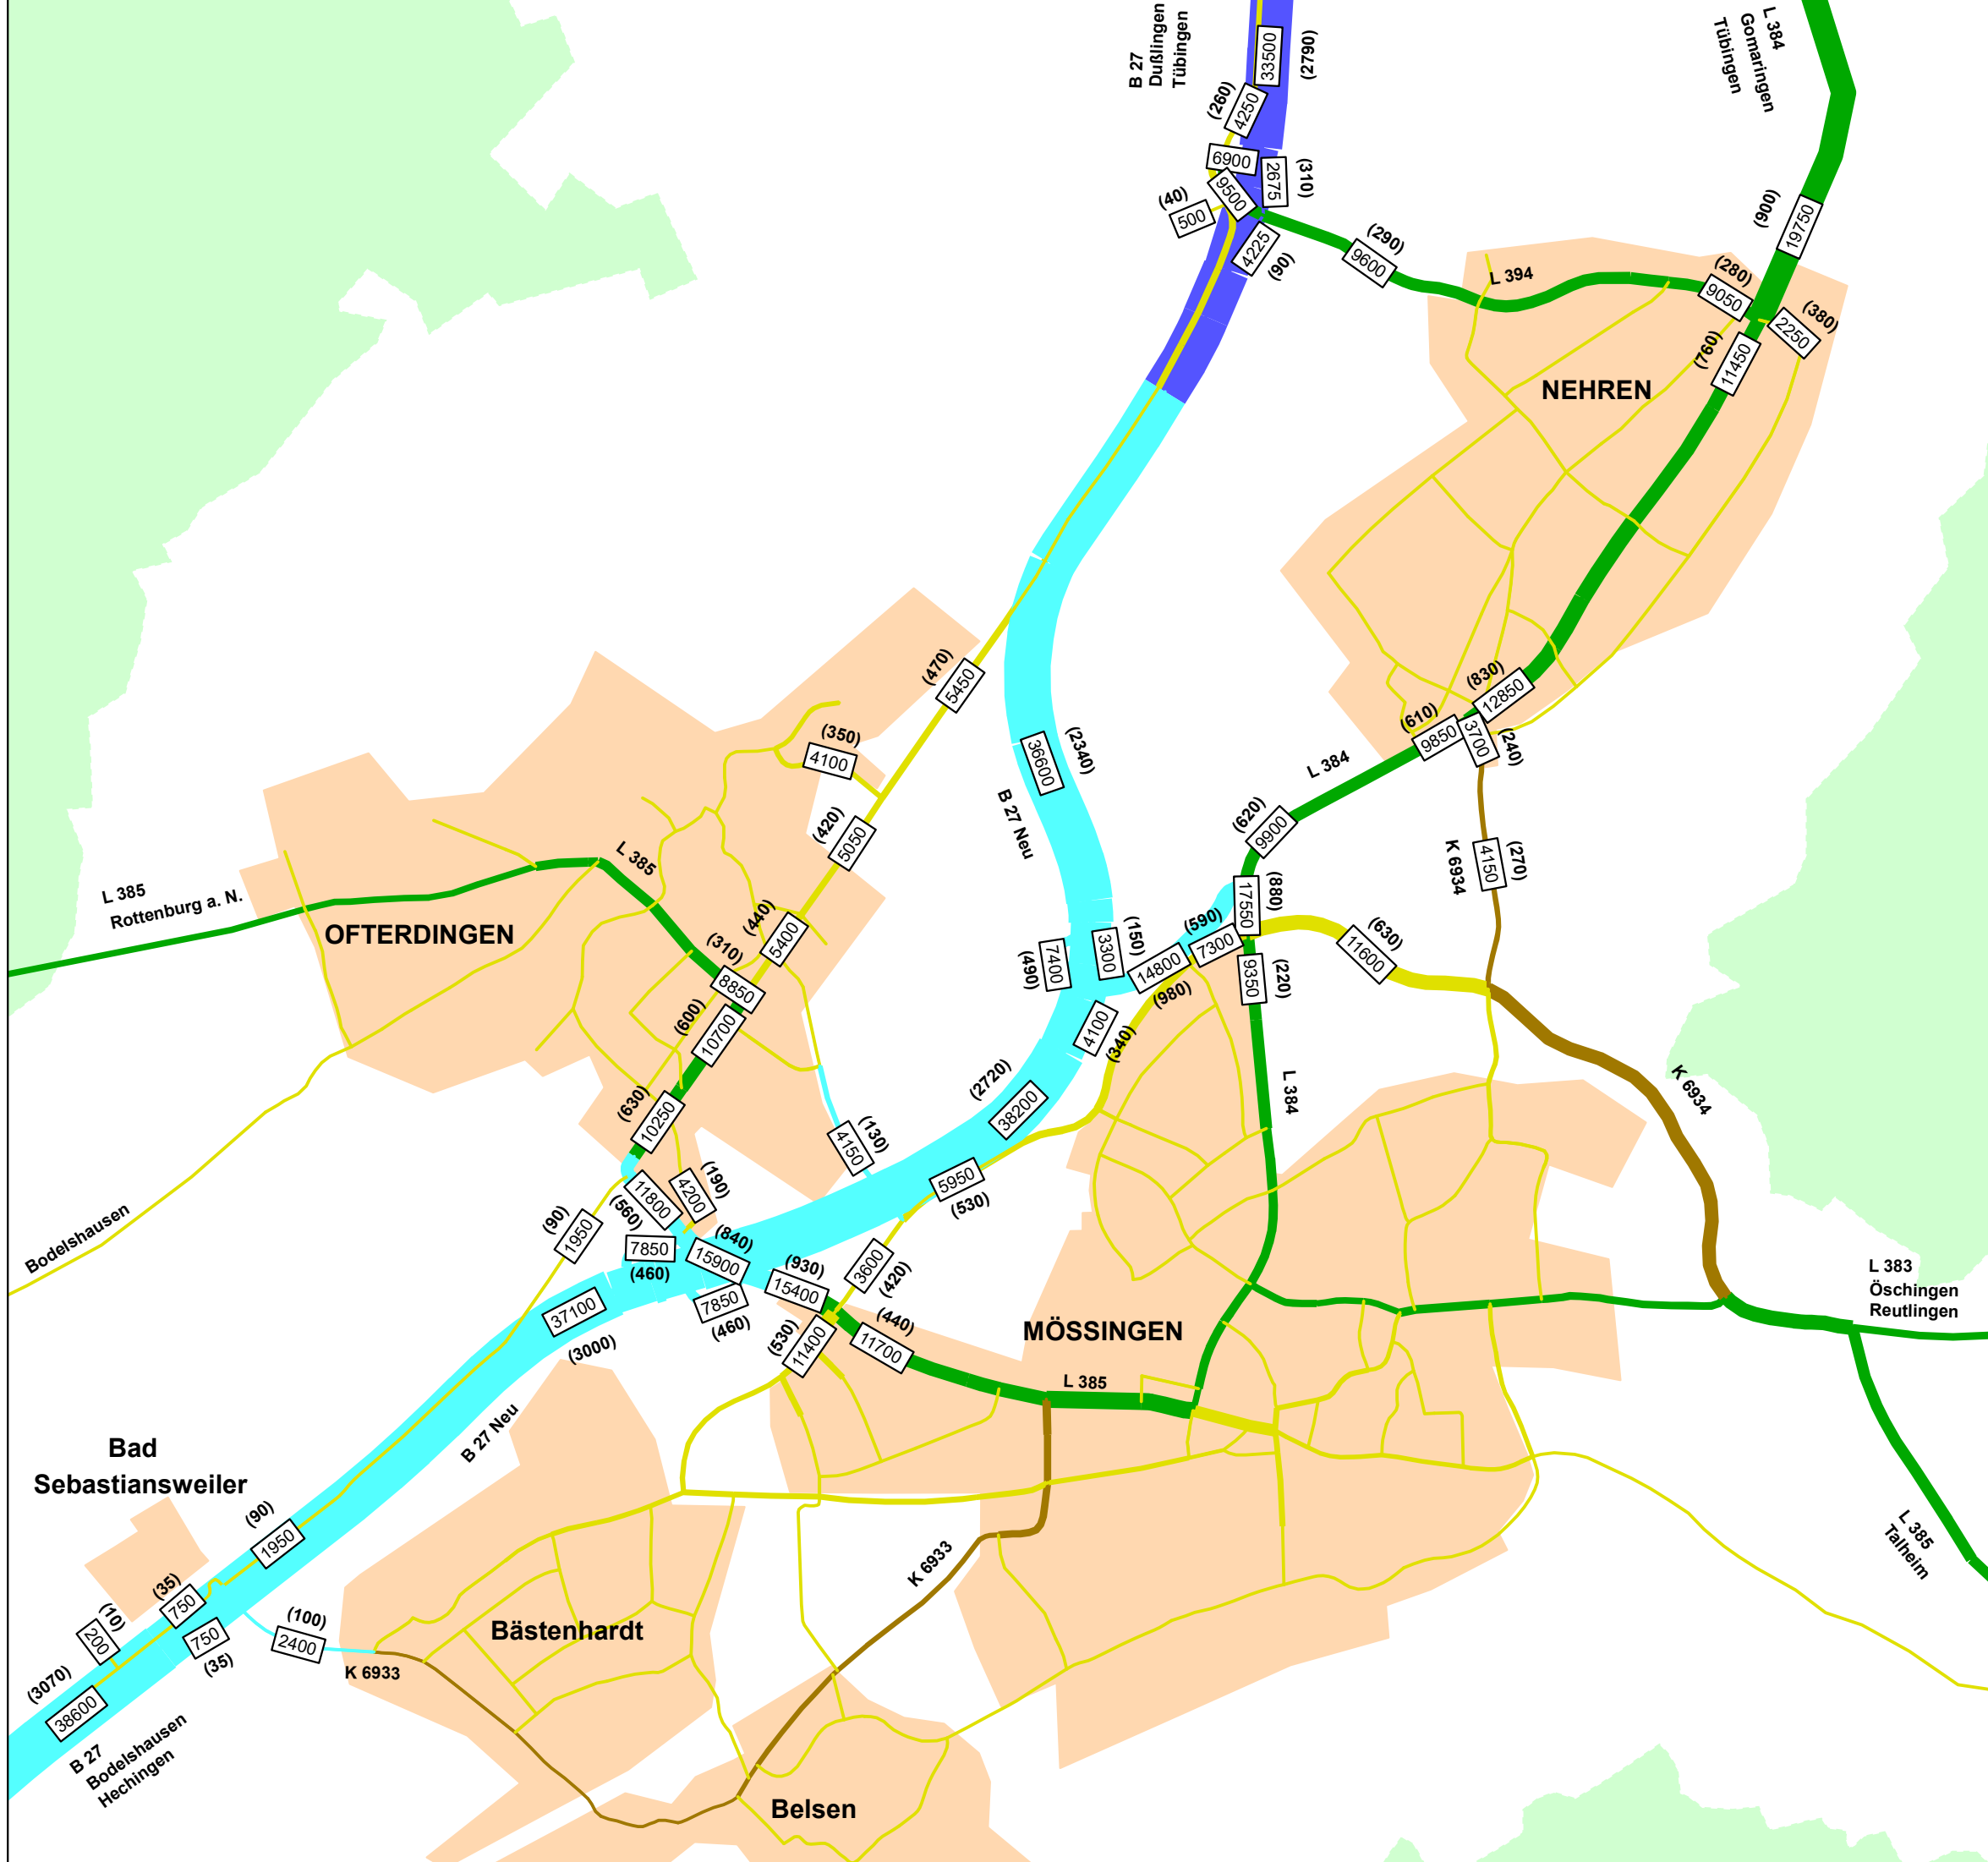 B 27
Dußlingen
Tübingen
33500
(2790)
(260)
4250
6900
9500
2675
(310)
(40)
500
4225
(90)
L 384
Gomaringen
Tübingen
(900)
19750
(290)
9600
L 394
(280)
9050
(380)
2250
(760)
11450
NEHREN
(470)
5450
(350)
4100
(420)
5050
36600
(2340)
B 27 Neu
(830)
12850
(610)
9850
3700
(240)
L 384
(620)
9900
K 6934
4150
(270)
L 385
Rottenburg a. N.
L 385
OFTERDINGEN
(440)
5400
(310)
8850
(600)
10700
(630)
10250
17550
(880)
(590)
7300
14800
(980)
3300
(150)
7400
(490)
4100
(340)
9350
(220)
(630)
11600
K 6934
L 384
(2720)
38200
4150
(130)
5950
(530)
11800
(560)
4200
(190)
(90)
1950
7850
(460)
15900
(840)
7850
(460)
(930)
15400
3600
(420)
(530)
11400
(440)
11700
37100
(3000)
Bodelshausen
MÖSSINGEN
L 385
L 383
Öschingen
Reutlingen
B 27 Neu
Bad
Sebastiansweiler
(90)
1950
(35)
750
(10)
200
750
(35)
(100)
2400
K 6933
Bästenhardt
K 6933
L 385
Talheim
(3070)
38600
B 27
Bodelshausen
Hechingen
Belsen